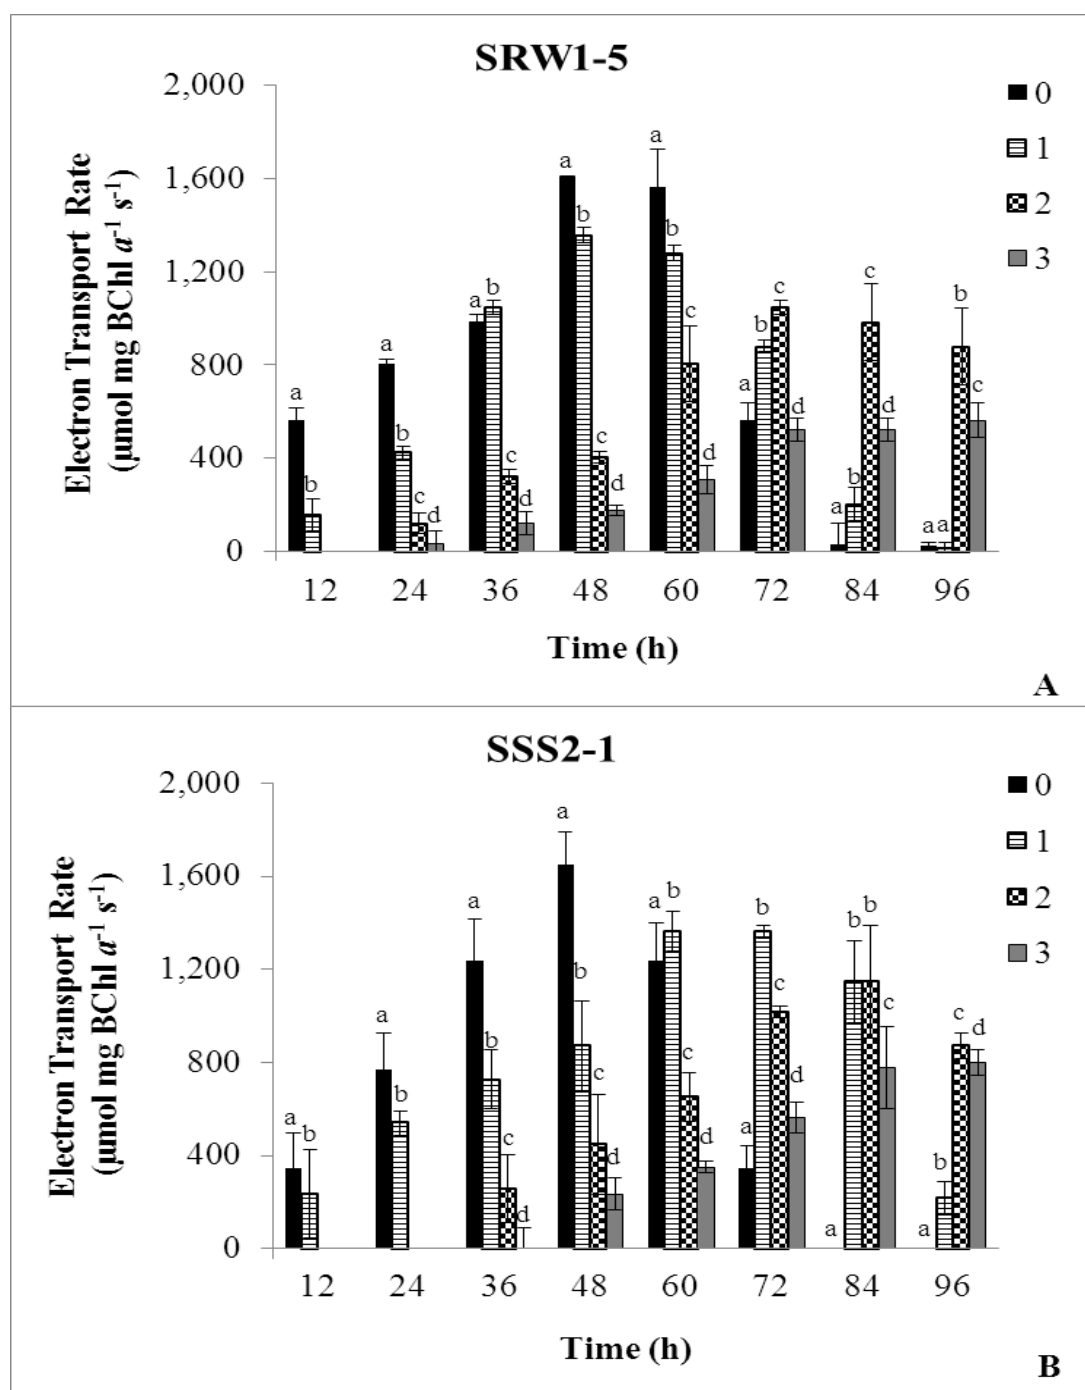 SRW1-5
2,000
1,600
1,200
800
400
0
Electron Transport Rate
(µmol mg BChl a⁻¹ s⁻¹)
a b
a b c d
a b c d
a b c d
a b c d
a b c d
a b c d
a a b c
12 24 36 48 60 72 84 96
Time (h)
0
1
2
3
A
SSS2-1
2,000
1,600
1,200
800
400
0
Electron Transport Rate
(µmol mg BChl a⁻¹ s⁻¹)
a b
a b
a b c d
a b c d
a b c d
a b c d
a b b c
a b c d
12 24 36 48 60 72 84 96
Time (h)
0
1
2
3
B